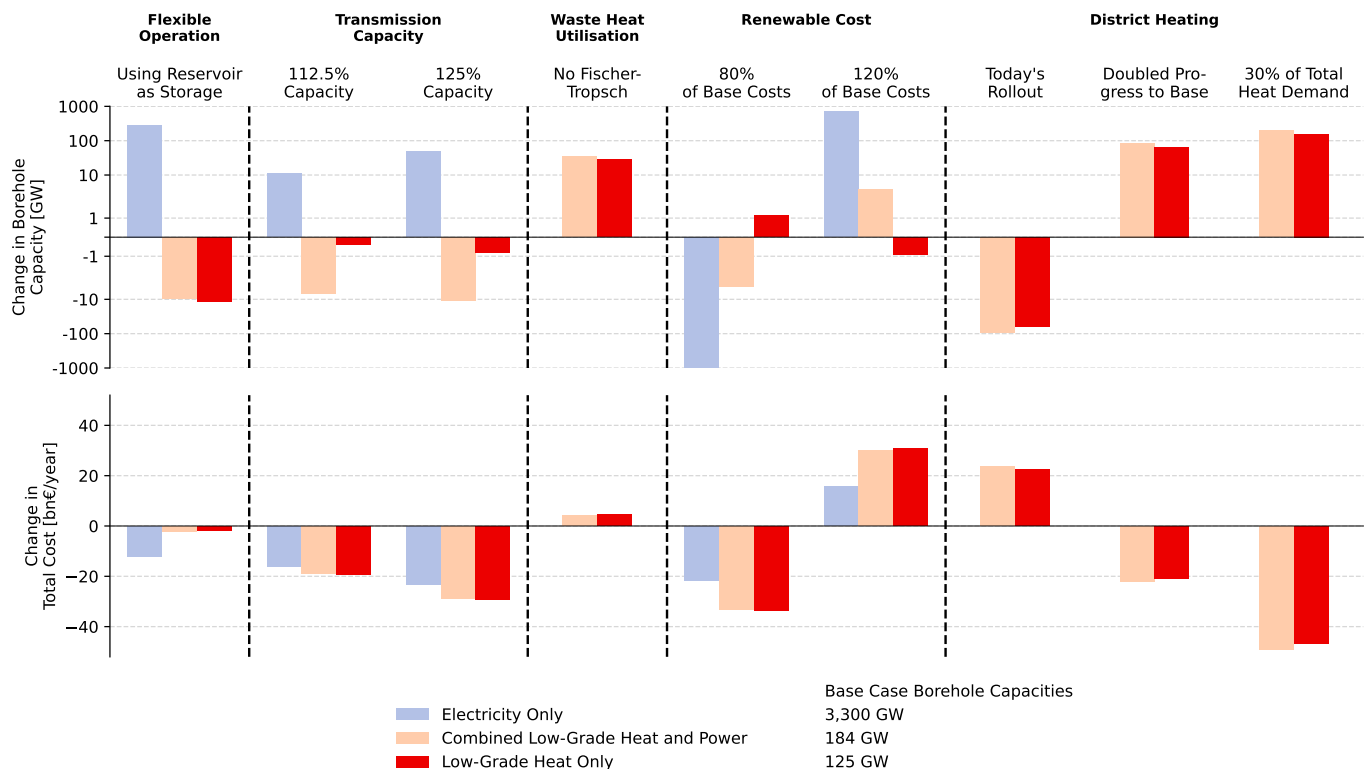 Flexible
Operation
Transmission
Capacity
Waste Heat
Utilisation
Renewable Cost
District Heating
Using Reservoir
as Storage
112.5%
Capacity
125%
Capacity
No Fischer-
Tropsch
80%
of Base Costs
120%
of Base Costs
Today's
Rollout
Doubled Pro-
gress to Base
30% of Total
Heat Demand
Change in Borehole
Capacity [GW]
1000
100
10
1
-1
-10
-100
-1000
Change in
Total Cost [bn€/year]
40
20
0
−20
−40
Base Case Borehole Capacities
Electricity Only 3,300 GW
Combined Low-Grade Heat and Power 184 GW
Low-Grade Heat Only 125 GW